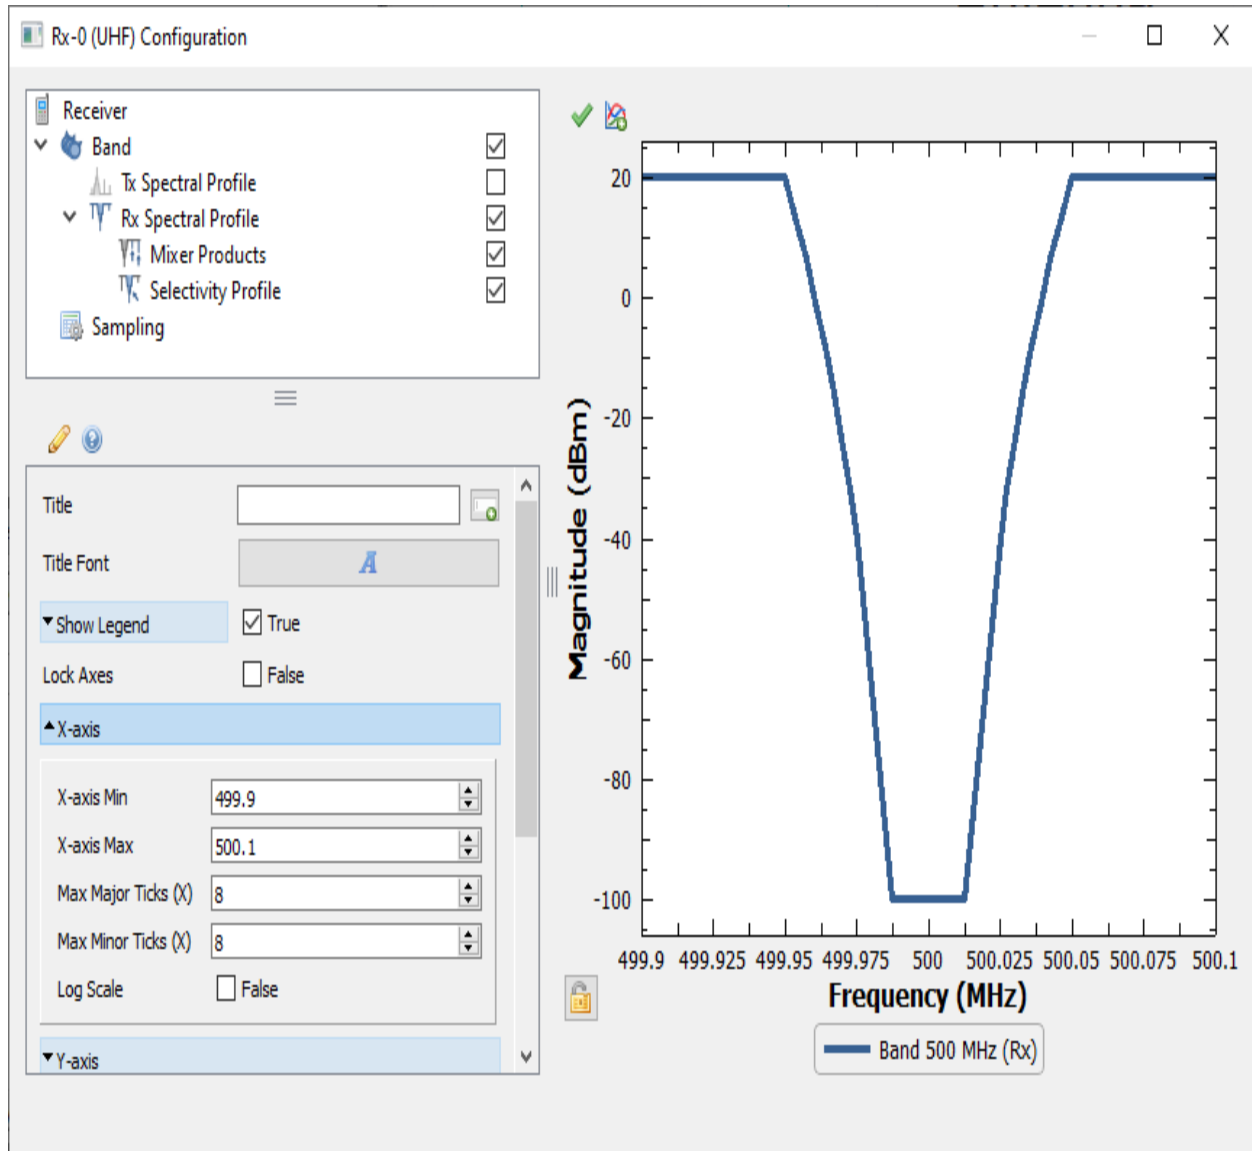 Rx-0 (UHF) Configuration
Receiver
Band
Tx Spectral Profile
Rx Spectral Profile
Mixer Products
Selectivity Profile
Sampling
Title
Title Font
A
Show Legend True
Lock Axes False
X-axis
X-axis Min 499.9
X-axis Max 500.1
Max Major Ticks (X) 8
Max Minor Ticks (X) 8
Log Scale False
Y-axis
Magnitude (dBm)
20
0
-20
-40
-60
-80
-100
499.9 499.925 499.95 499.975 500 500.025 500.05 500.075 500.1
Frequency (MHz)
Band 500 MHz (Rx)